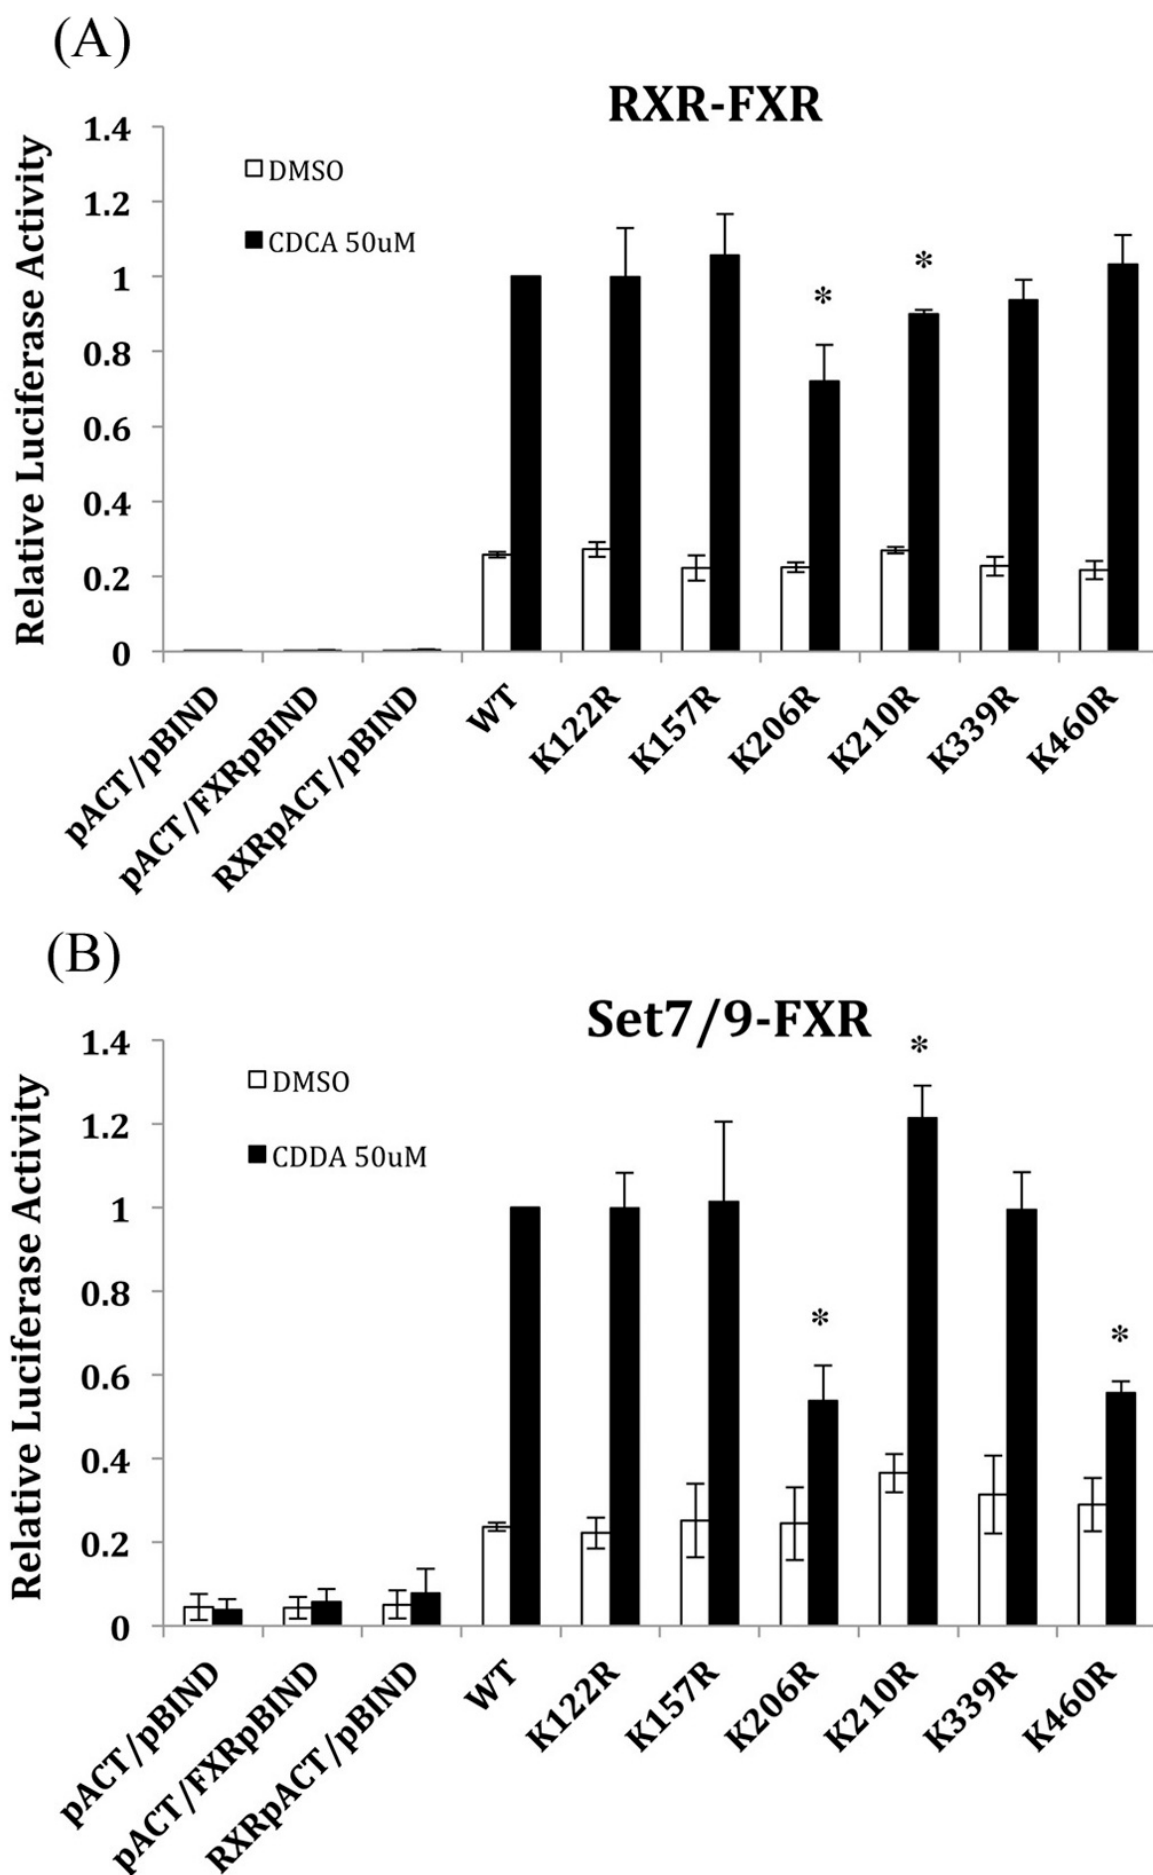 (A)
RXR-FXR
Relative Luciferase Activity
1.4
1.2
1
0.8
0.6
0.4
0.2
0
DMSO
CDCA 50uM
*
*
pACT/pBIND
pACT/FXRpBIND
RXRpACT/pBIND
WT
K122R
K157R
K206R
K210R
K339R
K460R
(B)
Set7/9-FXR
Relative Luciferase Activity
1.4
1.2
1
0.8
0.6
0.4
0.2
0
DMSO
CDDA 50uM
*
*
*
pACT/pBIND
pACT/FXRpBIND
RXRpACT/pBIND
WT
K122R
K157R
K206R
K210R
K339R
K460R